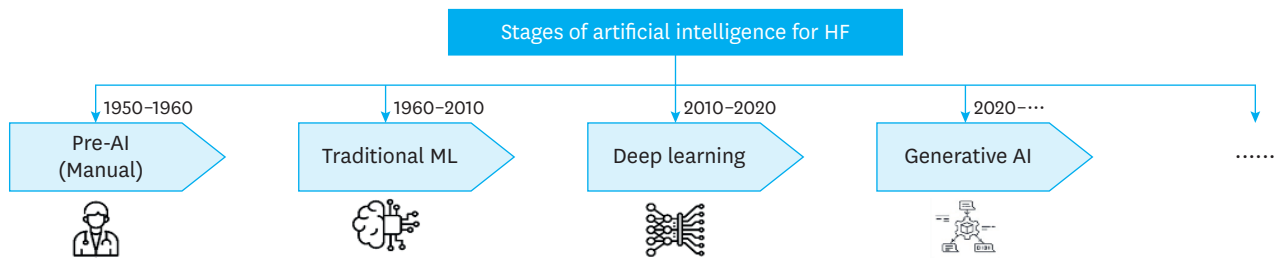 Stages of artificial intelligence for HF
1950–1960
1960–2010
2010–2020
2020–⋯
Pre-AI
(Manual)
Traditional ML
Deep learning
Generative AI
⋯⋯